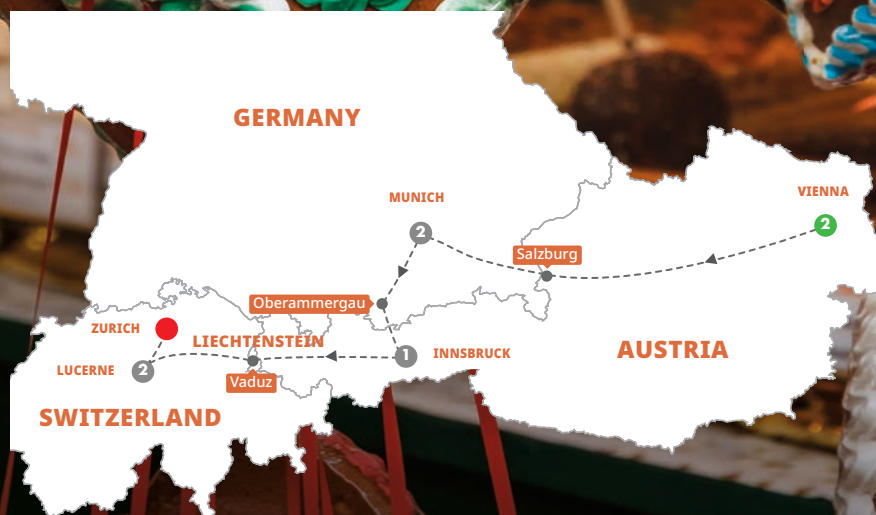 GERMANY
MUNICH
VIENNA
2
2
Salzburg
Oberammergau
ZURICH
LIECHTENSTEIN
1
INNSBRUCK
AUSTRIA
LUCERNE
2
Vaduz
SWITZERLAND